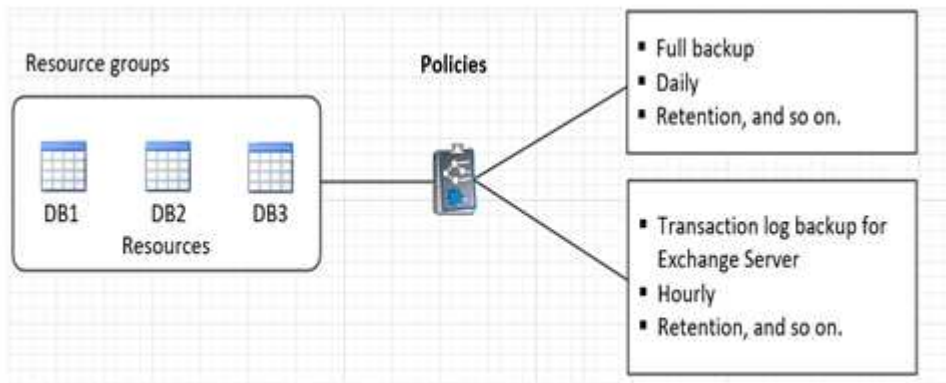 Resource groups
DB1
DB2
DB3
Resources
Policies
▪ Full backup
▪ Daily
▪ Retention, and so on.
▪ Transaction log backup for
Exchange Server
▪ Hourly
▪ Retention, and so on.